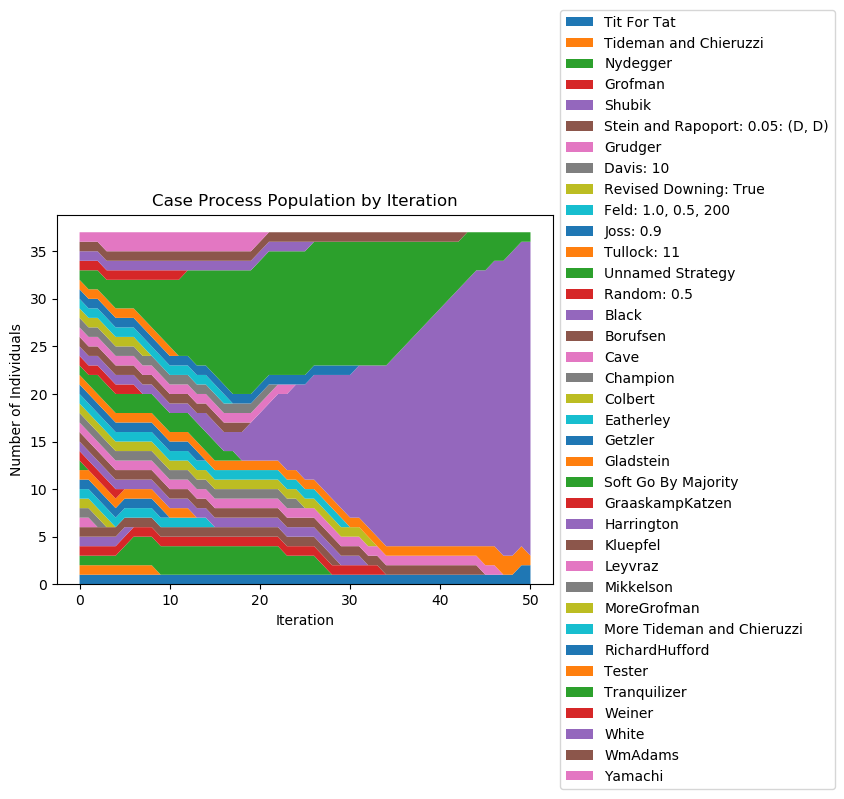 Case Process Population by Iteration
Number of Individuals
35
30
25
20
15
10
5
0
0
10
20
30
40
50
Iteration
Tit For Tat
Tideman and Chieruzzi
Nydegger
Grofman
Shubik
Stein and Rapoport: 0.05: (D, D)
Grudger
Davis: 10
Revised Downing: True
Feld: 1.0, 0.5, 200
Joss: 0.9
Tullock: 11
Unnamed Strategy
Random: 0.5
Black
Borufsen
Cave
Champion
Colbert
Eatherley
Getzler
Gladstein
Soft Go By Majority
GraaskampKatzen
Harrington
Kluepfel
Leyvraz
Mikkelson
MoreGrofman
More Tideman and Chieruzzi
RichardHufford
Tester
Tranquilizer
Weiner
White
WmAdams
Yamachi